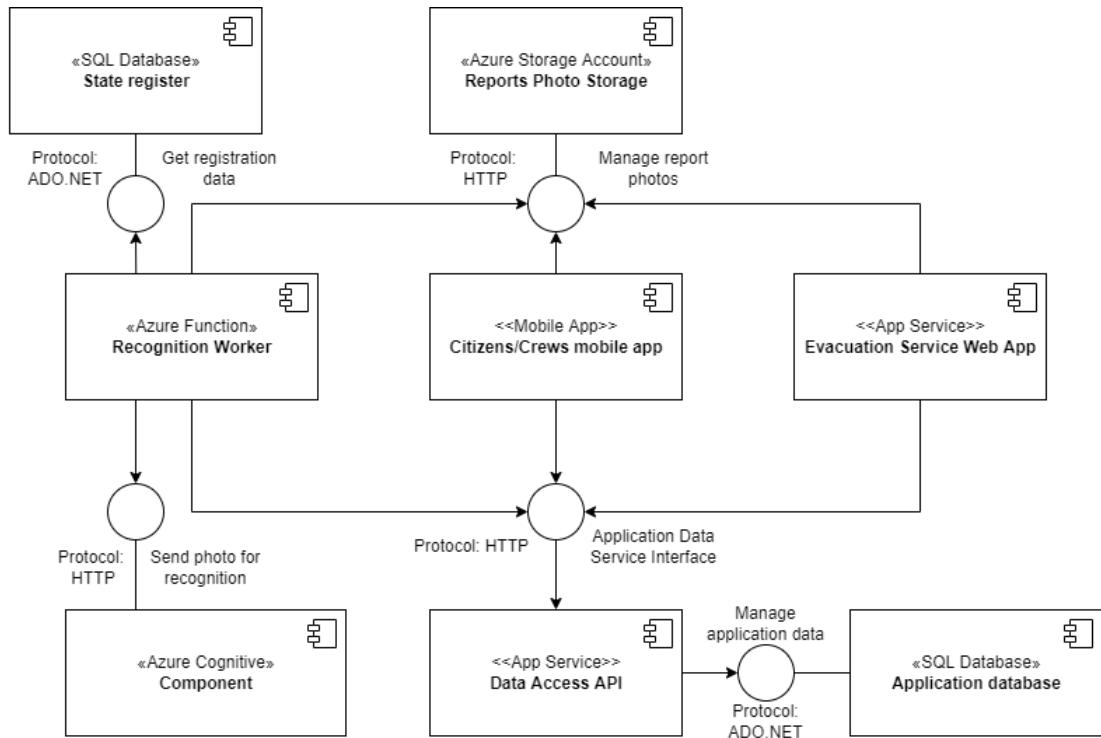 «SQL Database»
State register
«Azure Storage Account»
Reports Photo Storage
Protocol:
ADO.NET
Get registration
data
Protocol:
HTTP
Manage report
photos
«Azure Function»
Recognition Worker
<<Mobile App>>
Citizens/Crews mobile app
<<App Service>>
Evacuation Service Web App
Protocol:
HTTP
Send photo for
recognition
Protocol: HTTP
Application Data
Service Interface
«Azure Cognitive»
Component
<<App Service>>
Data Access API
Manage
application data
Protocol:
ADO.NET
«SQL Database»
Application database